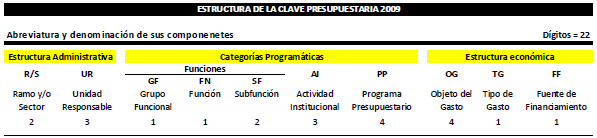 ESTRUCTURA DE LA CLAVE PRESUPUESTARIA 2009
Abreviatura y denominación de sus componenetes Dígitos = 22
Estructura Administrativa Categorías Programáticas Estructura económica
Funciones
R/S UR GF FN SF AI PP OG TG FF
Ramo y/o Unidad Grupo Función Subfunción Actividad Programa Objeto del Tipo de Fuente de
Sector Responsable Funcional Institucional Presupuestario Gasto Gasto Financiamiento
2 3 1 1 2 3 4 4 1 1